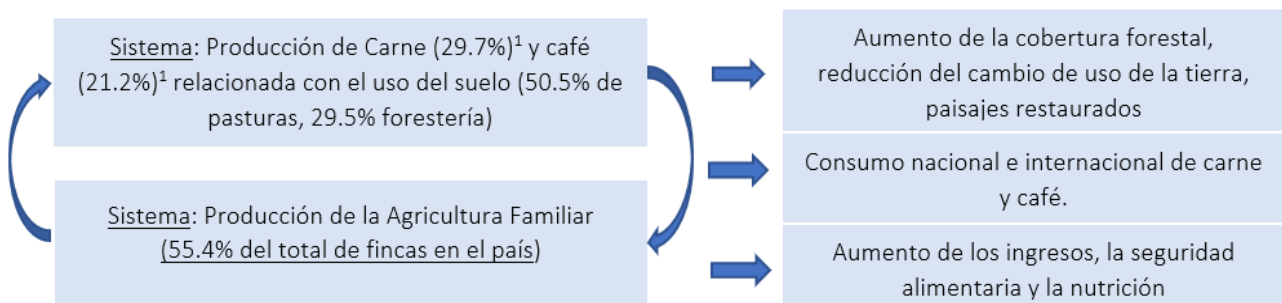 Sistema: Producción de Carne (29.7%)¹ y café
(21.2%)¹ relacionada con el uso del suelo (50.5% de
pasturas, 29.5% forestería)
Sistema: Producción de la Agricultura Familiar
(55.4% del total de fincas en el país)
Aumento de la cobertura forestal,
reducción del cambio de uso de la tierra,
paisajes restaurados
Consumo nacional e internacional de carne
y café.
Aumento de los ingresos, la seguridad
alimentaria y la nutrición